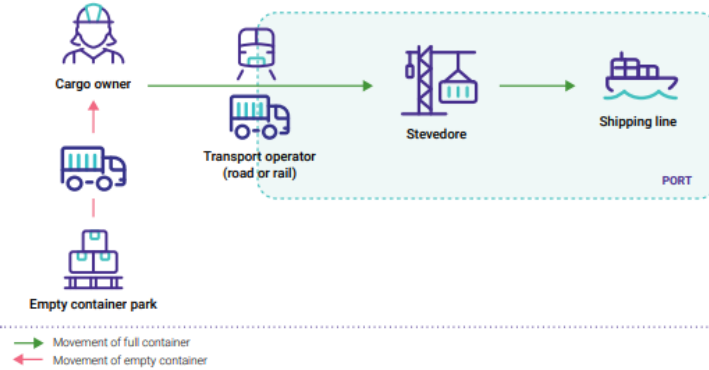 Cargo owner
Transport operator
(road or rail)
Stevedore
Shipping line
PORT
Empty container park
Movement of full container
Movement of empty container